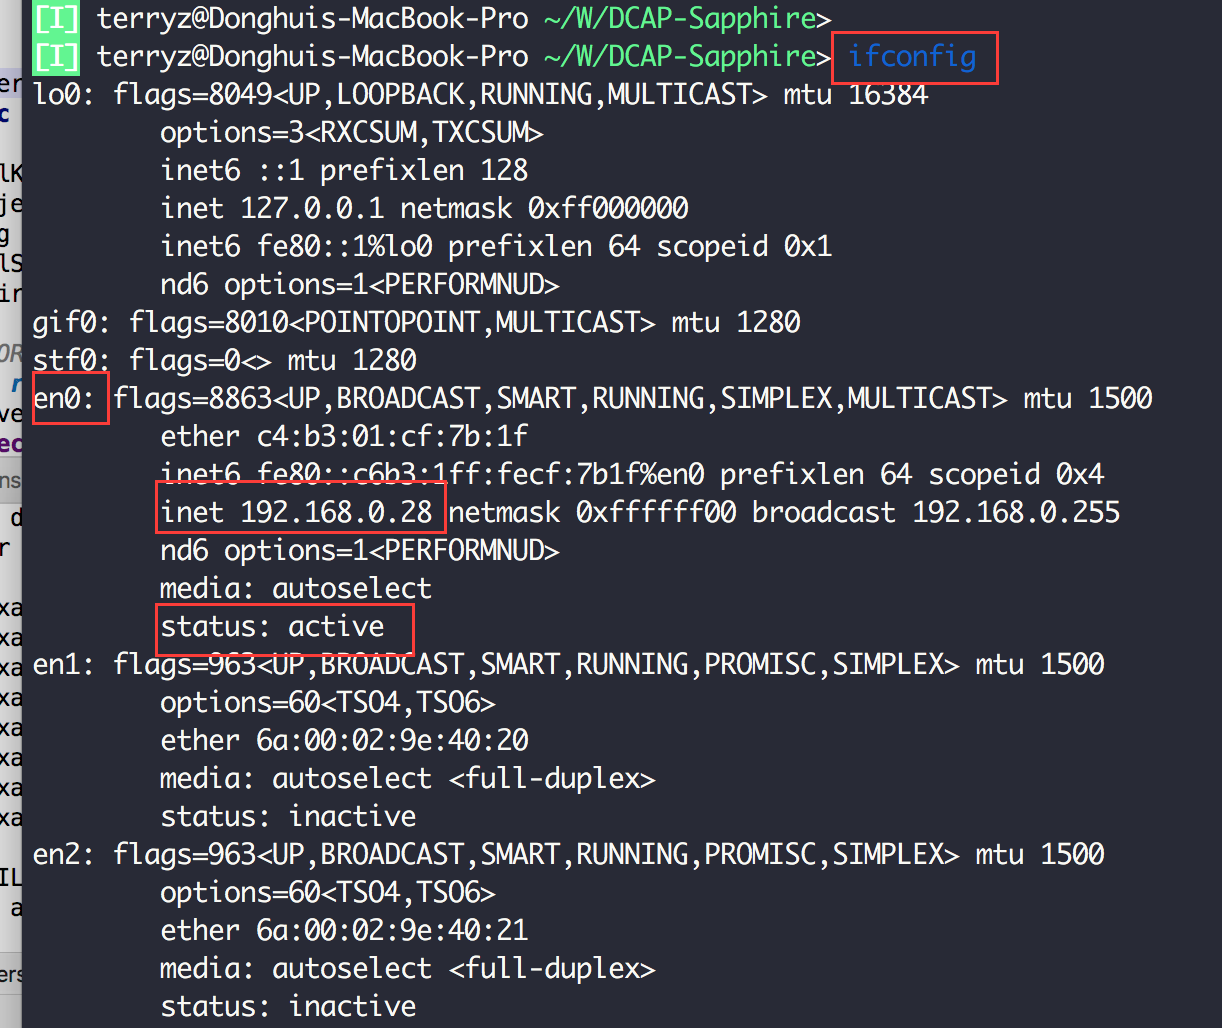 [I] terryz@Donghuis-MacBook-Pro ~/W/DCAP-Sapphire>
[I] terryz@Donghuis-MacBook-Pro ~/W/DCAP-Sapphire> ifconfig
lo0: flags=8049<UP,LOOPBACK,RUNNING,MULTICAST> mtu 16384
options=3<RXCSUM,TXCSUM>
inet6 ::1 prefixlen 128
inet 127.0.0.1 netmask 0xff000000
inet6 fe80::1%lo0 prefixlen 64 scopeid 0x1
nd6 options=1<PERFORMNUD>
gif0: flags=8010<POINTOPOINT,MULTICAST> mtu 1280
stf0: flags=0<> mtu 1280
en0: flags=8863<UP,BROADCAST,SMART,RUNNING,SIMPLEX,MULTICAST> mtu 1500
ether c4:b3:01:cf:7b:1f
inet6 fe80::c6b3:1ff:fecf:7b1f%en0 prefixlen 64 scopeid 0x4
inet 192.168.0.28 netmask 0xffffff00 broadcast 192.168.0.255
nd6 options=1<PERFORMNUD>
media: autoselect
status: active
en1: flags=963<UP,BROADCAST,SMART,RUNNING,PROMISC,SIMPLEX> mtu 1500
options=60<TSO4,TSO6>
ether 6a:00:02:9e:40:20
media: autoselect <full-duplex>
status: inactive
en2: flags=963<UP,BROADCAST,SMART,RUNNING,PROMISC,SIMPLEX> mtu 1500
options=60<TSO4,TSO6>
ether 6a:00:02:9e:40:21
media: autoselect <full-duplex>
status: inactive